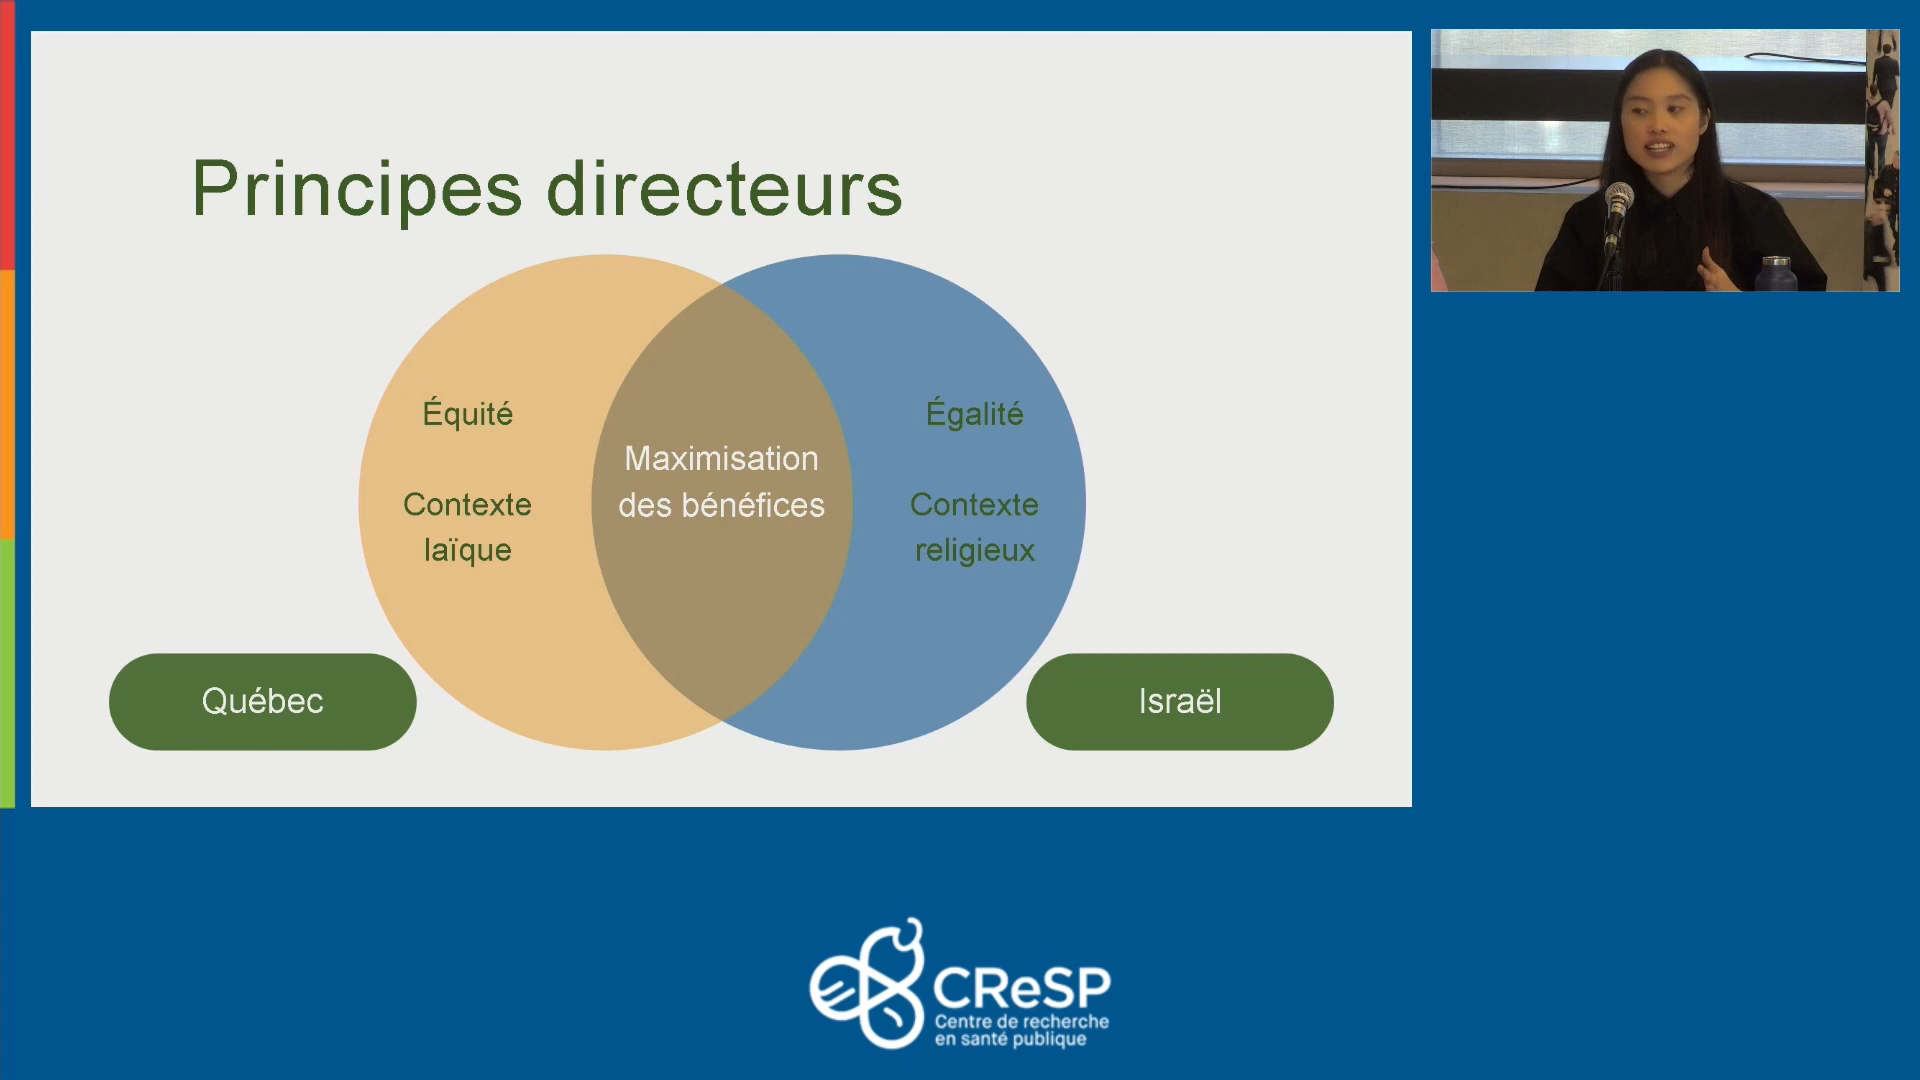 Principes directeurs
Équité
Contexte
laïque
Maximisation
des bénéfices
Égalité
Contexte
religieux
Québec
Israël
CReSP
Centre de recherche
en santé publique